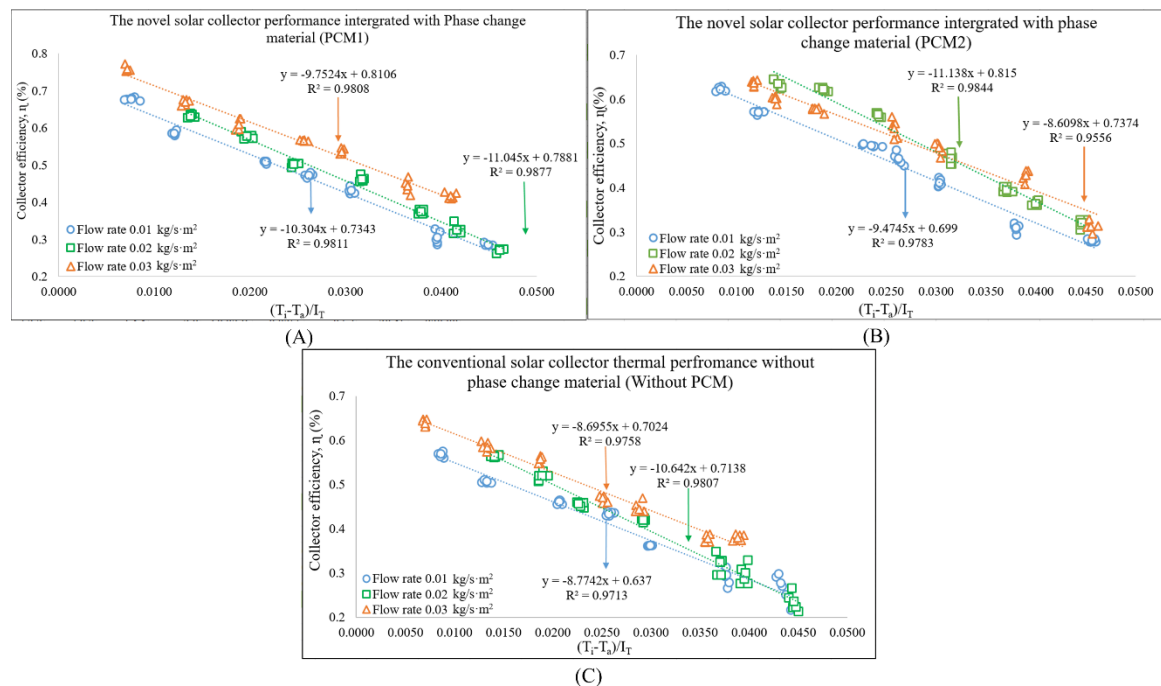 The novel solar collector performance intergrated with Phase change
material (PCM1)
Collector efficiency, η (%)
0.8
0.7
0.6
0.5
0.4
0.3
0.2
y = -9.7524x + 0.8106
R² = 0.9808
y = -11.045x + 0.7881
R² = 0.9877
y = -10.304x + 0.7343
R² = 0.9811
Flow rate 0.01 kg/s·m²
Flow rate 0.02 kg/s·m²
Flow rate 0.03 kg/s·m²
0.0000 0.0100 0.0200 0.0300 0.0400 0.0500
(Ti-Ta)/IT
(A)
The novel solar collector performance intergrated with phase
change material (PCM2)
Collector efficiency, η(%)
0.7
0.6
0.5
0.4
0.3
0.2
y = -11.138x + 0.815
R² = 0.9844
y = -8.6098x + 0.7374
R² = 0.9556
y = -9.4745x + 0.699
R² = 0.9783
Flow rate 0.01 kg/s·m²
Flow rate 0.02 kg/s·m²
Flow rate 0.03 kg/s·m²
0.0000 0.0050 0.0100 0.0150 0.0200 0.0250 0.0300 0.0350 0.0400 0.0450 0.0500
(Ti-Ta)/IT
(B)
The conventional solar collector thermal perfromance without
phase change material (Without PCM)
Collector efficiency, η (%)
0.7
0.6
0.5
0.4
0.3
0.2
y = -8.6955x + 0.7024
R² = 0.9758
y = -10.642x + 0.7138
R² = 0.9807
y = -8.7742x + 0.637
R² = 0.9713
Flow rate 0.01 kg/s·m²
Flow rate 0.02 kg/s·m²
Flow rate 0.03 kg/s·m²
0.0000 0.0050 0.0100 0.0150 0.0200 0.0250 0.0300 0.0350 0.0400 0.0450 0.0500
(Ti-Ta)/IT
(C)